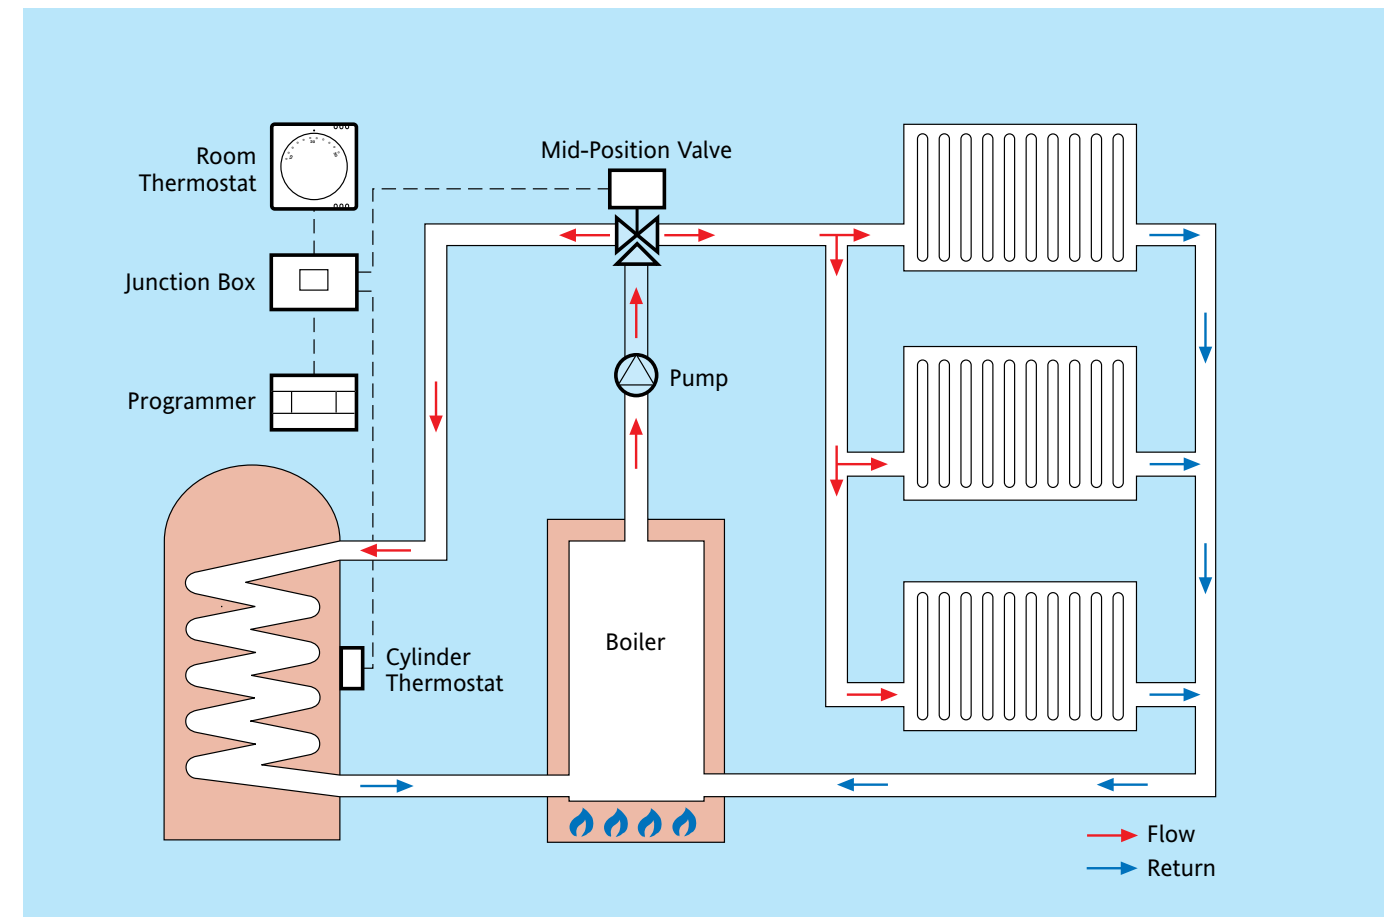 Room
Thermostat
Mid-Position Valve
Junction Box
Pump
Programmer
Boiler
Cylinder
Thermostat
Flow
Return